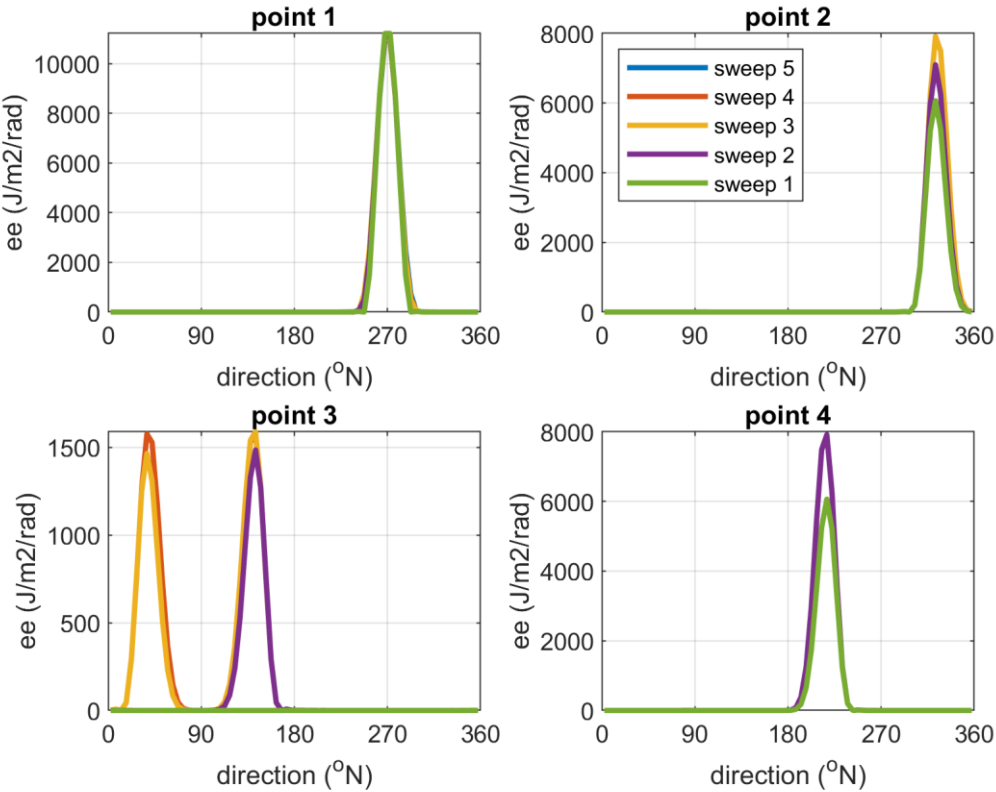 point 1
10000
8000
6000
4000
2000
0
ee (J/m2/rad)
0 90 180 270 360
direction (°N)
point 2
8000
6000
4000
2000
0
ee (J/m2/rad)
sweep 5
sweep 4
sweep 3
sweep 2
sweep 1
0 90 180 270 360
direction (°N)
point 3
1500
1000
500
0
ee (J/m2/rad)
0 90 180 270 360
direction (°N)
point 4
8000
6000
4000
2000
0
ee (J/m2/rad)
0 90 180 270 360
direction (°N)